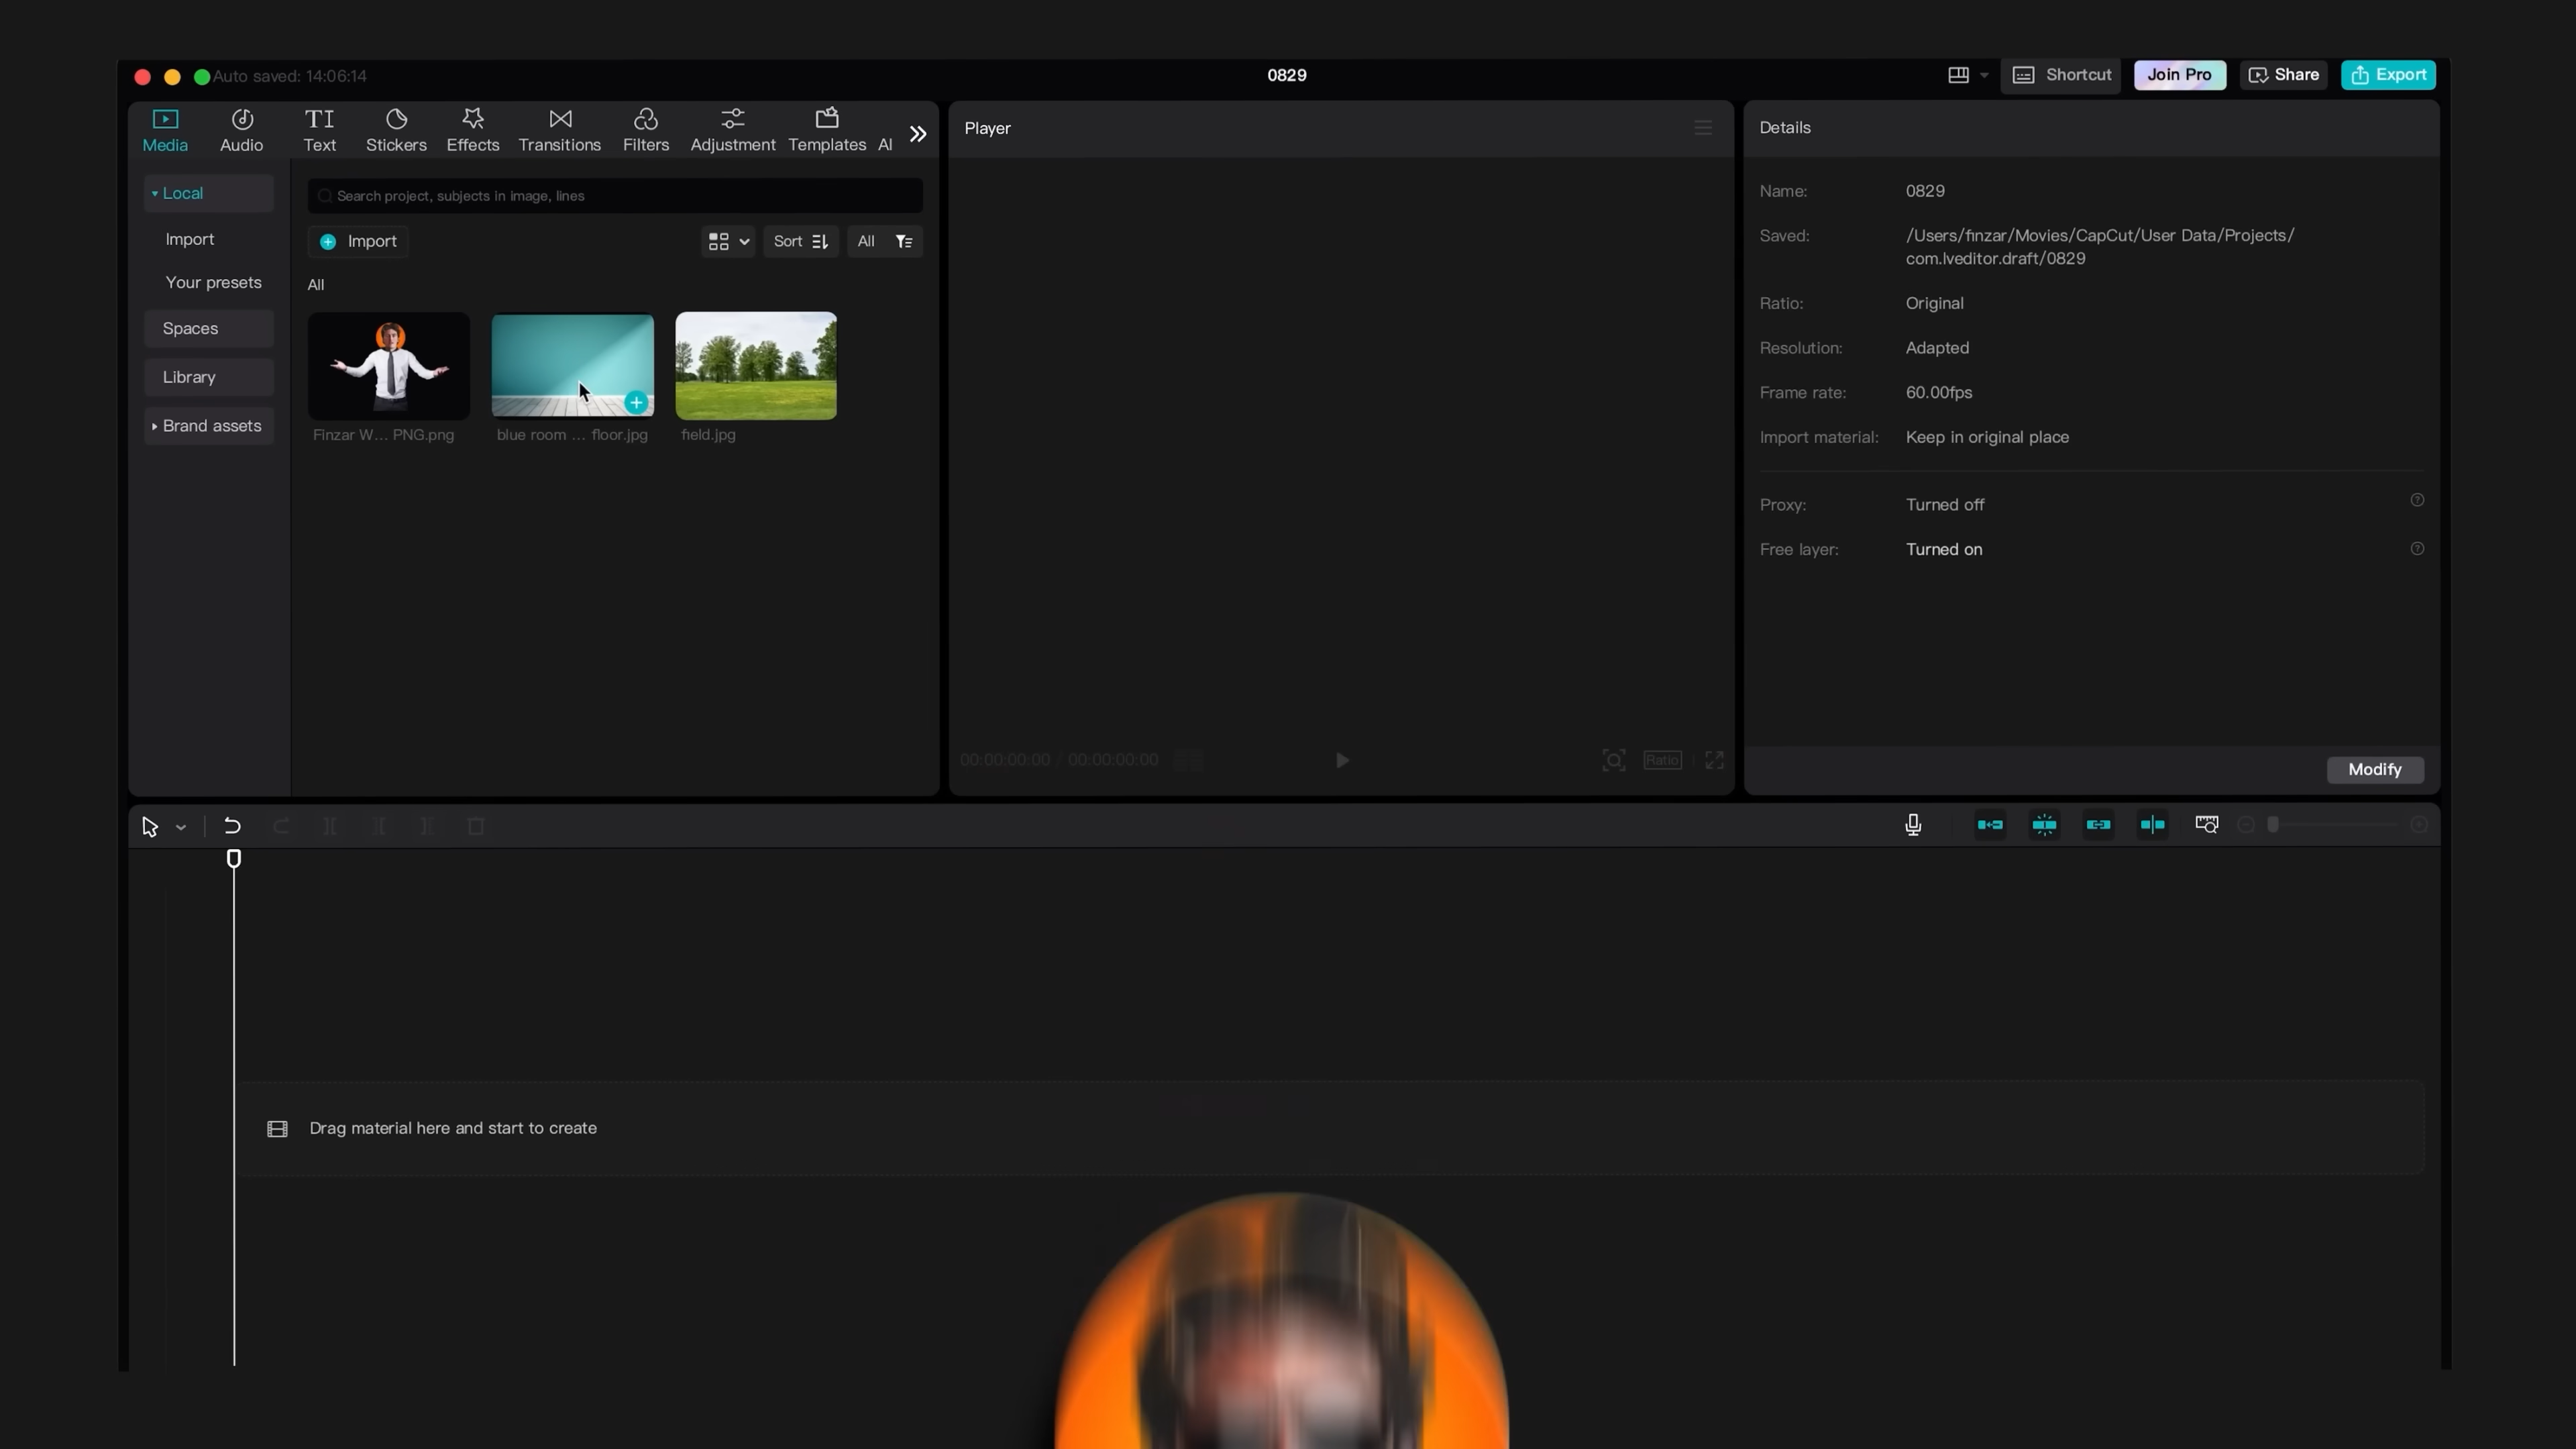 Auto saved: 14:06:14
0829
Shortcut
Join Pro
Share
Export
Media
Audio
TI
Text
Stickers
Effects
Transitions
Filters
Adjustment
Templates
AI
Local
Import
Your presets
Spaces
Library
Brand assets
Search project, subjects in image, lines
Import
Sort
All
All
Finzar W... PNG.png
blue room ... floor.jpg
field.jpg
Player
00:00:00:00 / 00:00:00:00
Ratio
Details
Name: 0829
Saved: /Users/finzar/Movies/CapCut/User Data/Projects/
com.lveditor.draft/0829
Ratio: Original
Resolution: Adapted
Frame rate: 60.00fps
Import material: Keep in original place
Proxy: Turned off
Free layer: Turned on
Modify
Drag material here and start to create